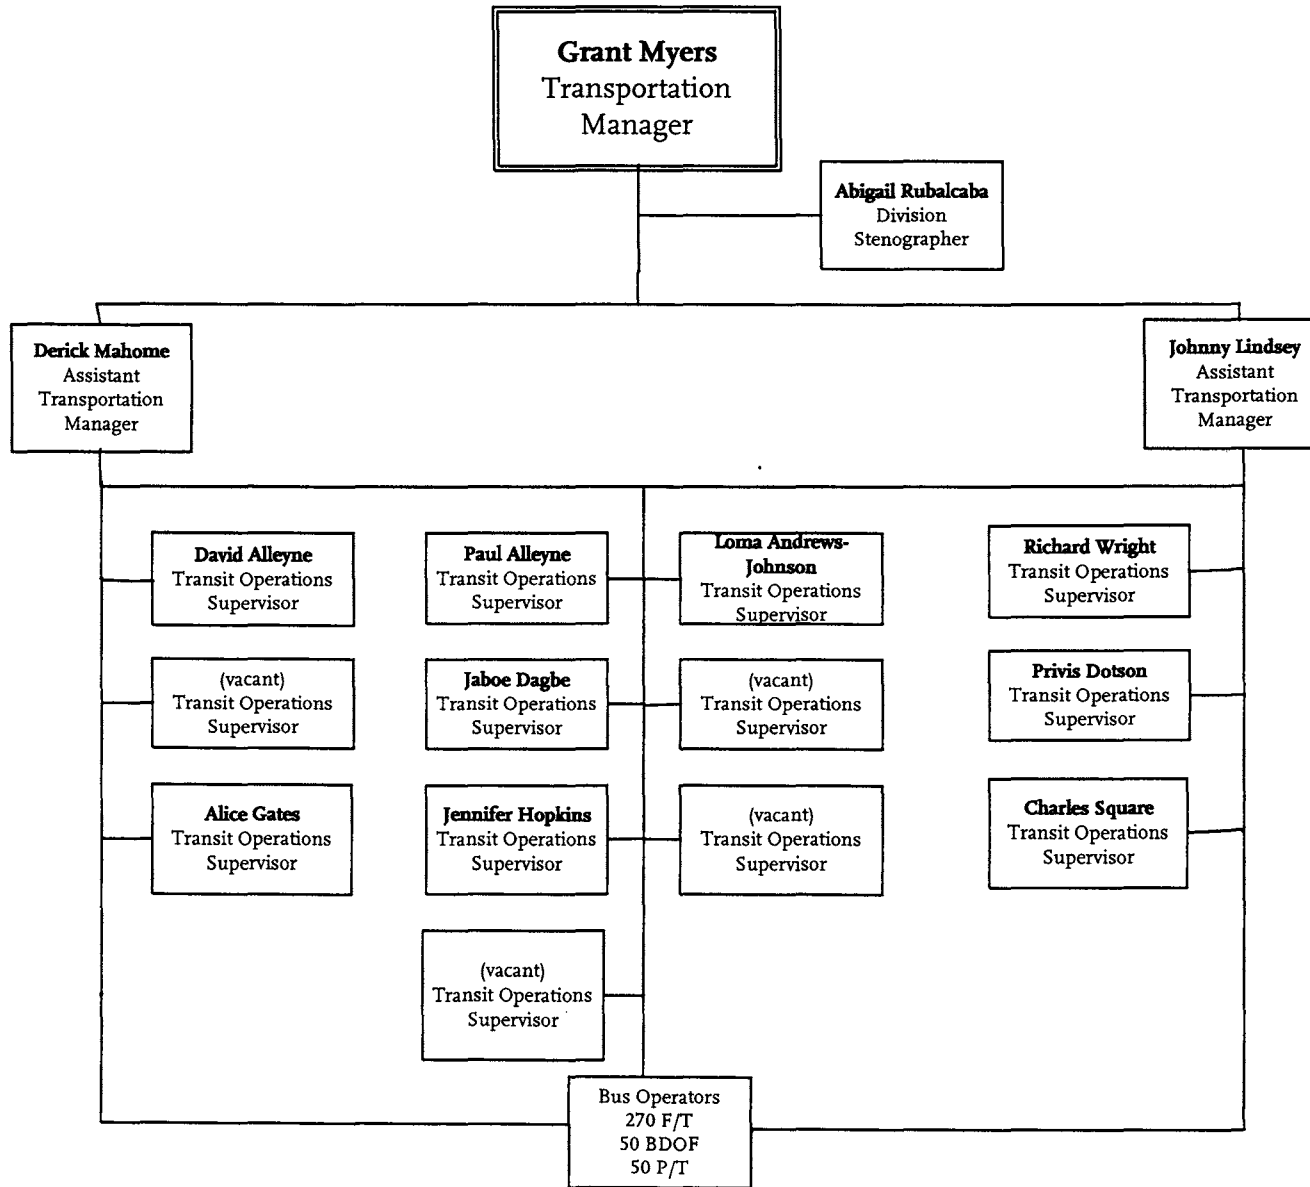 Grant Myers
Transportation
Manager
Abigail Rubalcaba
Division
Stenographer
Derick Mahome
Assistant
Transportation
Manager
Johnny Lindsey
Assistant
Transportation
Manager
David Alleyne
Transit Operations
Supervisor
Paul Alleyne
Transit Operations
Supervisor
Loma Andrews-
Johnson
Transit Operations
Supervisor
Richard Wright
Transit Operations
Supervisor
(vacant)
Transit Operations
Supervisor
Jaboe Dagbe
Transit Operations
Supervisor
(vacant)
Transit Operations
Supervisor
Privis Dotson
Transit Operations
Supervisor
Alice Gates
Transit Operations
Supervisor
Jennifer Hopkins
Transit Operations
Supervisor
(vacant)
Transit Operations
Supervisor
Charles Square
Transit Operations
Supervisor
(vacant)
Transit Operations
Supervisor
Bus Operators
270 F/T
50 BDOF
50 P/T